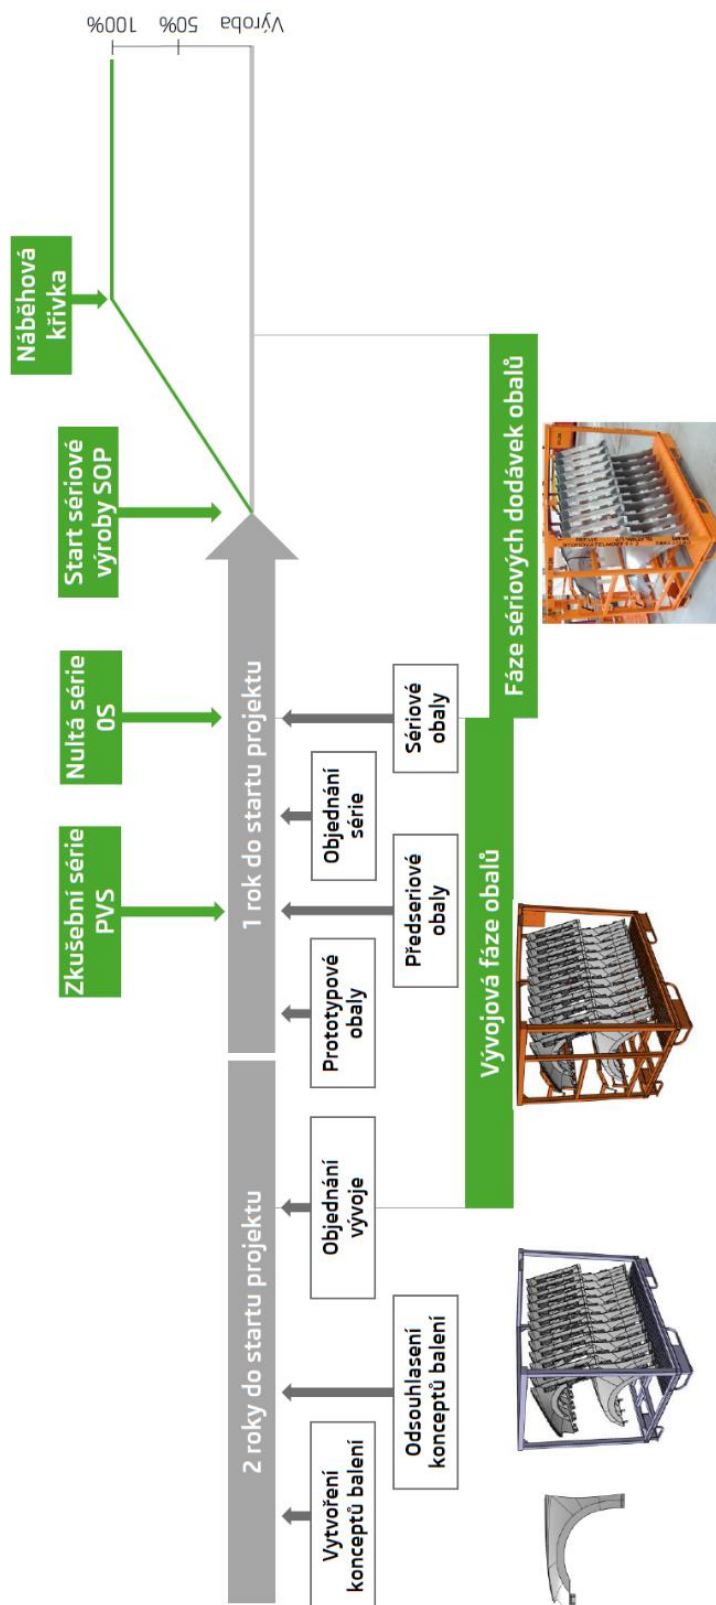 Zkušební série
PVS
Nultá série
0S
Start sériové
výroby SOP
Náběhová
křivka
100%
50%
Výroba
2 roky do startu projektu
1 rok do startu projektu
Vytvoření
konceptů balení
Odsouhlasení
konceptů balení
Objednání
vývoje
Prototypové
obaly
Předseriové
obaly
Objednání
série
Sériové
obaly
Vývojová fáze obalů
Fáze sériových dodávek obalů